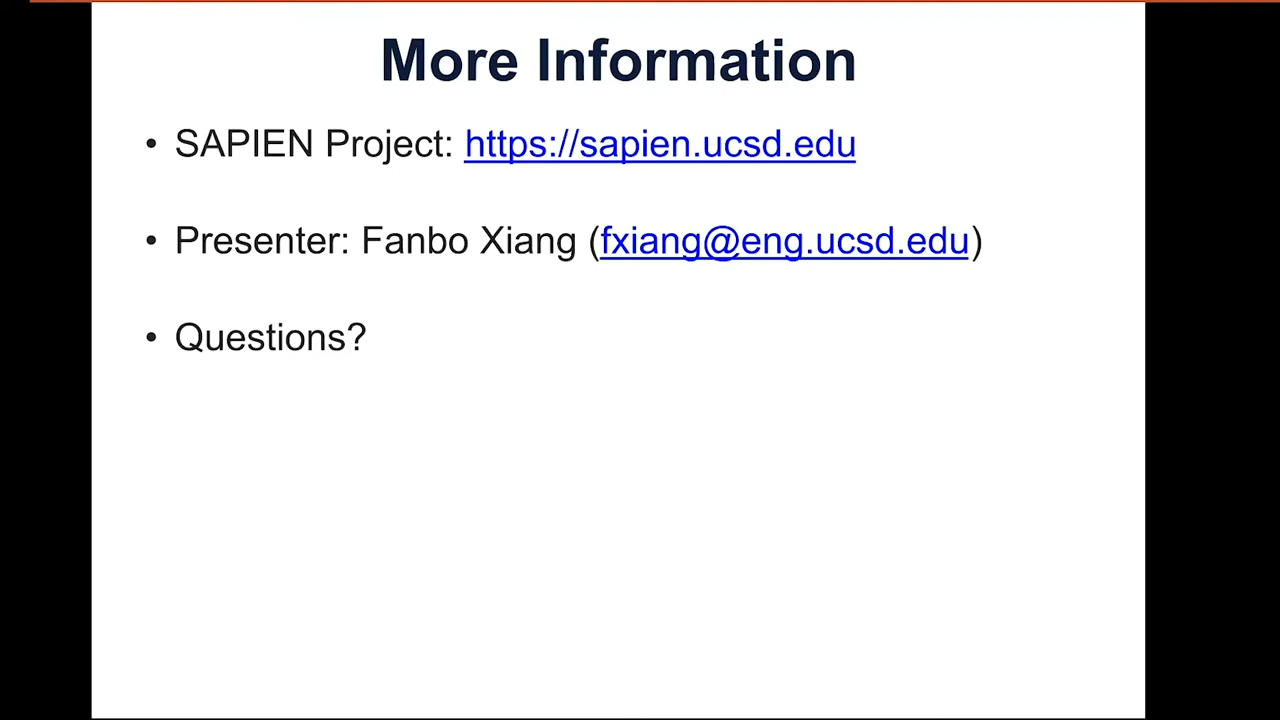 More Information
• SAPIEN Project: https://sapien.ucsd.edu
• Presenter: Fanbo Xiang (fxiang@eng.ucsd.edu)
• Questions?